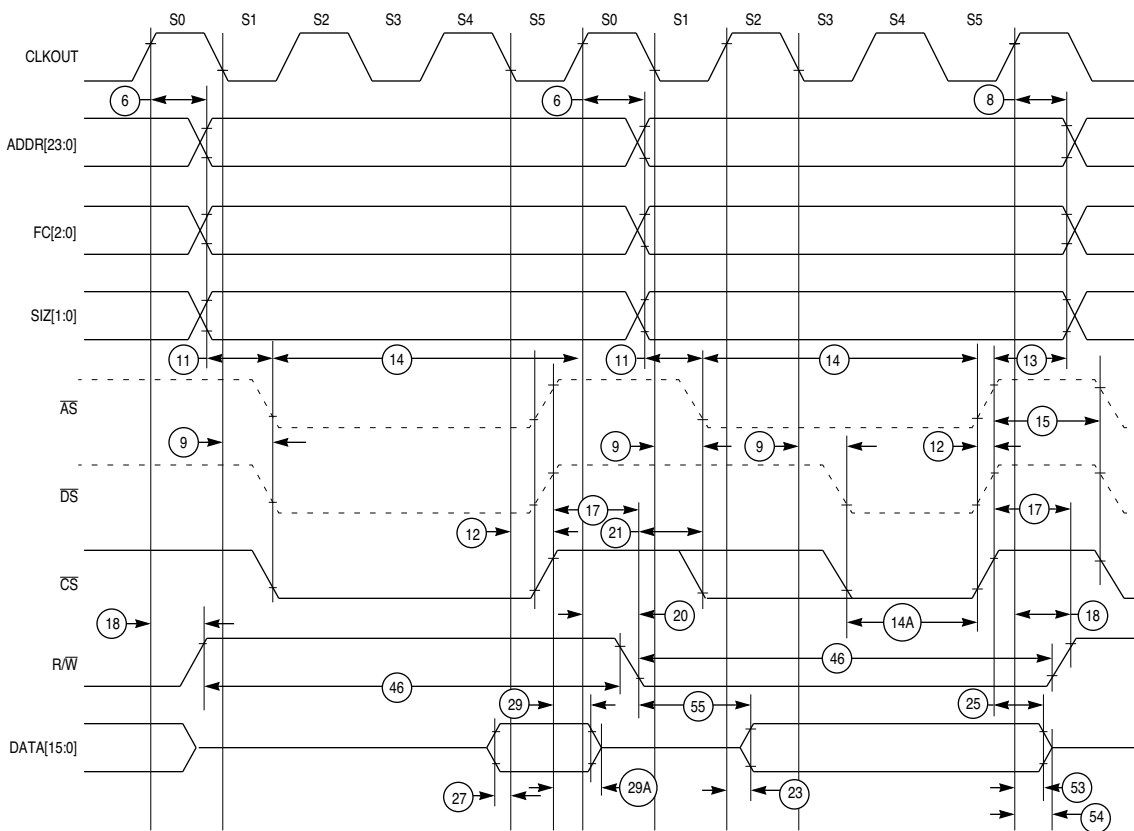 S0 S1 S2 S3 S4 S5 S0 S1 S2 S3 S4 S5
CLKOUT
6 6 8
ADDR[23:0]
FC[2:0]
SIZ[1:0]
11 14 11 14 13
AS
15
9 9 9 12
DS
12 17 21 17
CS
18 20 14A 18
R/W
46 46
29 55 25
DATA[15:0]
27 29A 23 53
54